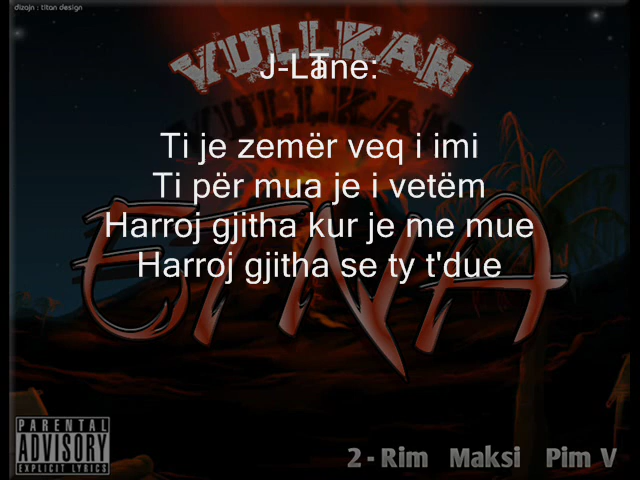 dizajn : titan design
VULLKAN
J-Lane:
Ti je zemër veq i imi
Ti për mua je i vetëm
Harroj gjitha kur je me mue
Harroj gjitha se ty t'due
ETNA
PARENTAL
ADVISORY
EXPLICIT LYRICS
2 - Rim Maksi Pim V